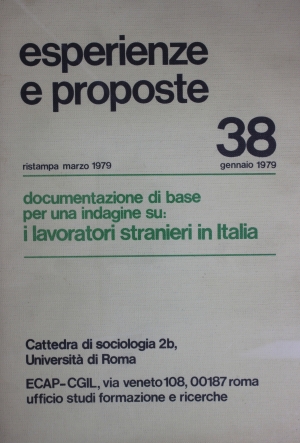 esperienze
e proposte
38
ristampa marzo 1979
gennaio 1979
documentazione di base
per una indagine su:
i lavoratori stranieri in Italia
Cattedra di sociologia 2b,
Università di Roma
ECAP-CGIL, via veneto 108, 00187 roma
ufficio studi formazione e ricerche